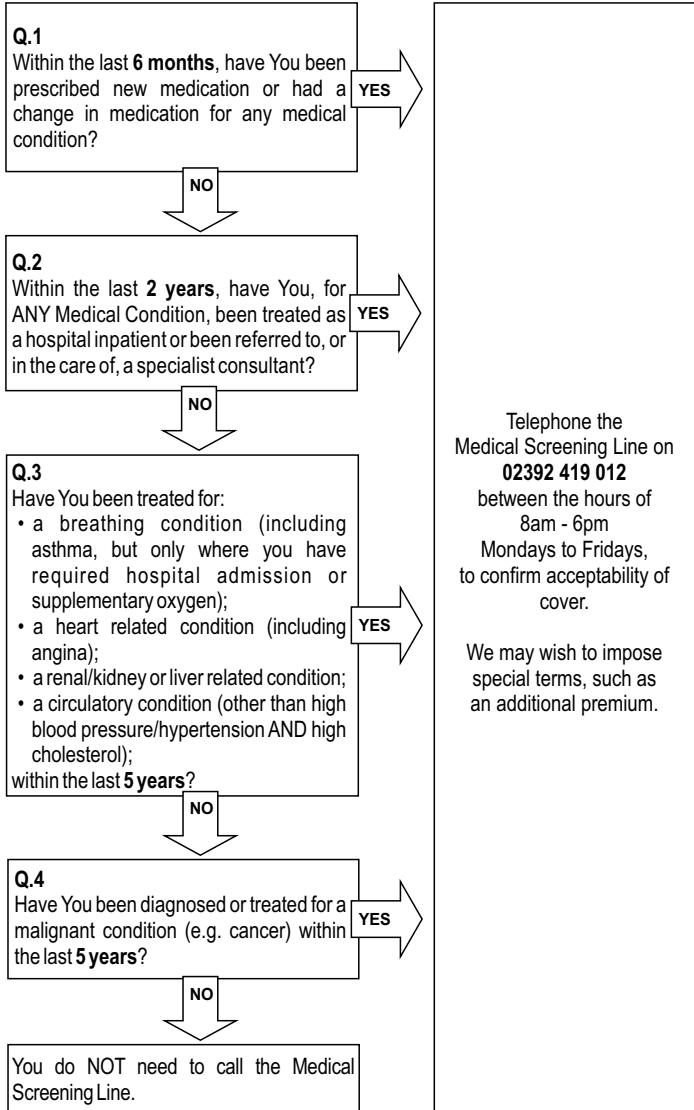 Q.1
Within the last 6 months, have You been
prescribed new medication or had a
change in medication for any medical
condition?
YES
NO
Q.2
Within the last 2 years, have You, for
ANY Medical Condition, been treated as
a hospital inpatient or been referred to, or
in the care of, a specialist consultant?
YES
NO
Q.3
Have You been treated for:
• a breathing condition (including
asthma, but only where you have
required hospital admission or
supplementary oxygen);
• a heart related condition (including
angina);
• a renal/kidney or liver related condition;
• a circulatory condition (other than high
blood pressure/hypertension AND high
cholesterol);
within the last 5 years?
YES
NO
Q.4
Have You been diagnosed or treated for a
malignant condition (e.g. cancer) within
the last 5 years?
YES
NO
You do NOT need to call the Medical
Screening Line.
Telephone the
Medical Screening Line on
02392 419 012
between the hours of
8am - 6pm
Mondays to Fridays,
to confirm acceptability of
cover.
We may wish to impose
special terms, such as
an additional premium.